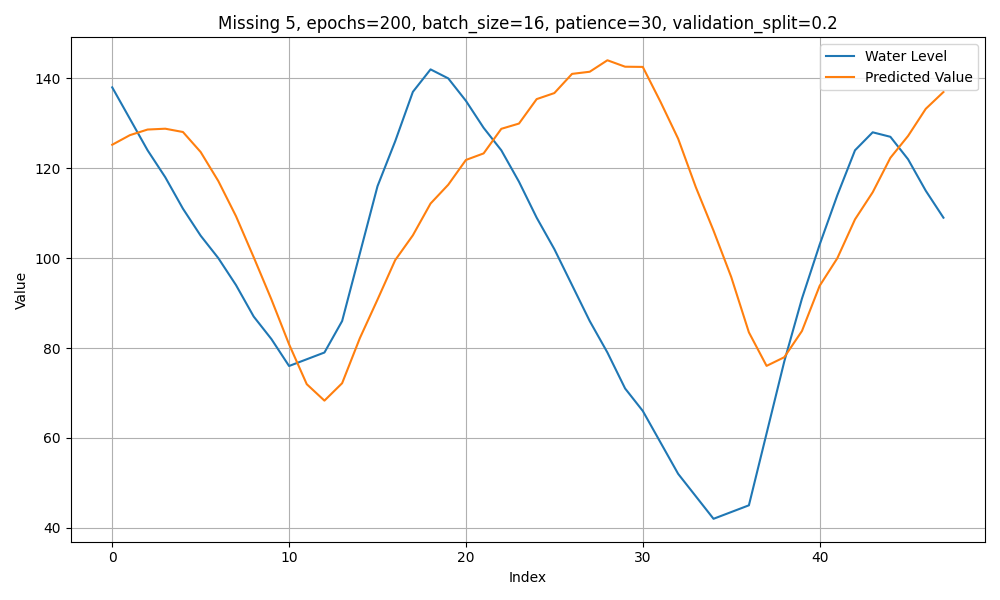 Missing 5, epochs=200, batch_size=16, patience=30, validation_split=0.2
Water Level
Predicted Value
Value
140
120
100
80
60
40
0 10 20 30 40
Index